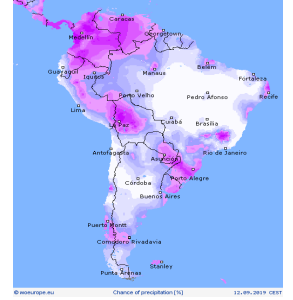 Caracas
Medellín
Georgetown
Guayaquil
Iquitos
Manaus
Belém
Fortaleza
Porto Velho
Pedro Afonso
Recife
Lima
La Paz
Cuiabá
Brasília
Antofagasta
Asunción
Rio de Janeiro
Porto Alegre
Córdoba
Buenos Aires
Puerto Montt
Comodoro Rivadavia
Stanley
Punta Arenas
© woeurope.eu Chance of precipitation (%) 12.09.2019 CEST